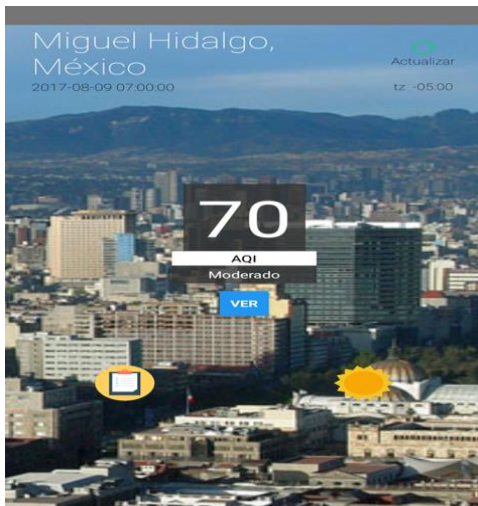 Miguel Hidalgo,
México
2017-08-09 07:00:00
Actualizar
tz -05:00
70
AQI
Moderado
VER